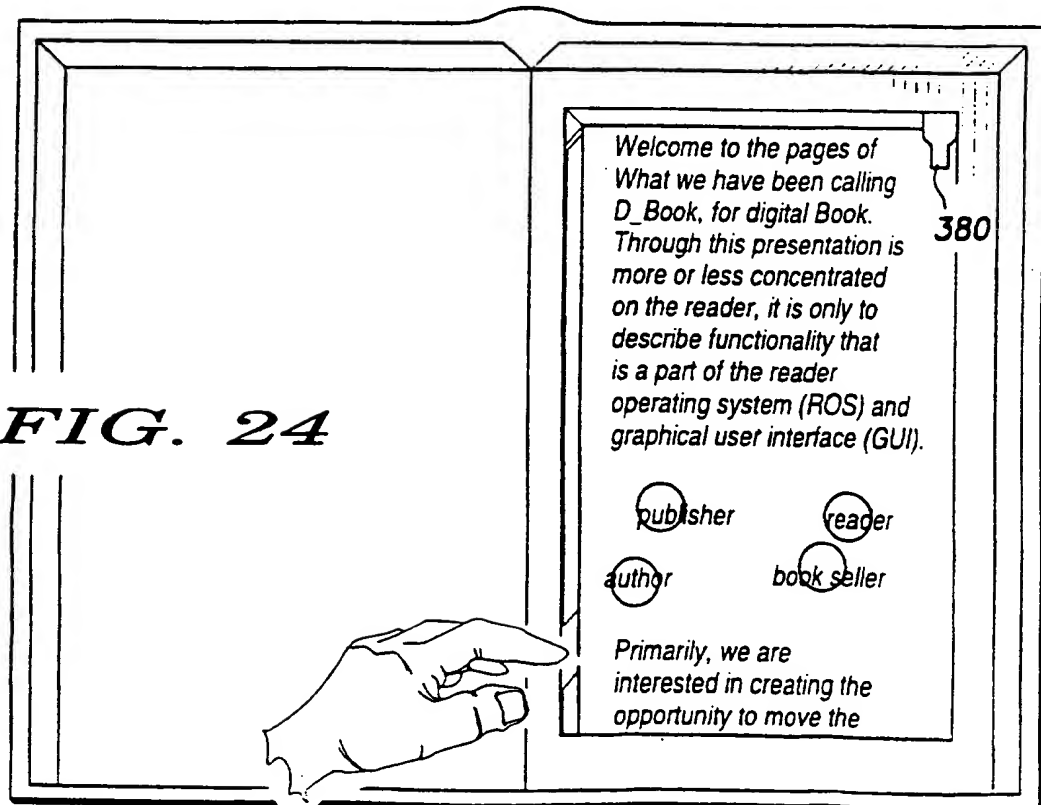 Welcome to the pages of
What we have been calling
D_Book, for digital Book.
Through this presentation is
more or less concentrated
on the reader, it is only to
describe functionality that
is a part of the reader
operating system (ROS) and
graphical user interface (GUI).
380
FIG. 24
publisher reader
author book seller
Primarily, we are
interested in creating the
opportunity to move the